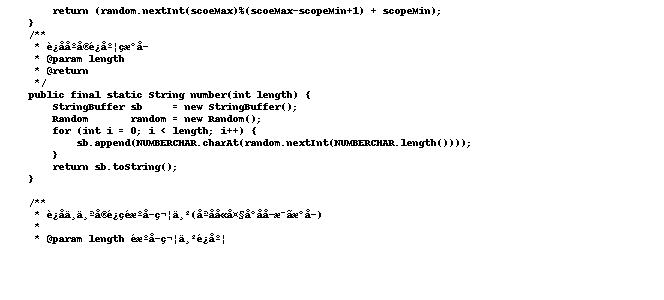 return (random.nextInt(scoeMax)%(scoeMax-scopeMin+1) + scopeMin);
}
/**
* è¿åå­ºå®é¿åº¦çæ°å­
* @param length
* @return
*/
public final static String number(int length) {
StringBuffer sb = new StringBuffer();
Random random = new Random();
for (int i = 0; i < length; i++) {
sb.append(NUMBERCHAR.charAt(random.nextInt(NUMBERCHAR.length())));
}
return sb.toString();
}
/**
* è¿åä¸ä¸ªå®é¿çéæºå­ç¬¦ä¸²(åªåå«å¤§å°åå­æ¯ãæ°å­)
*
* @param length éæºå­ç¬¦ä¸²é¿åº¦